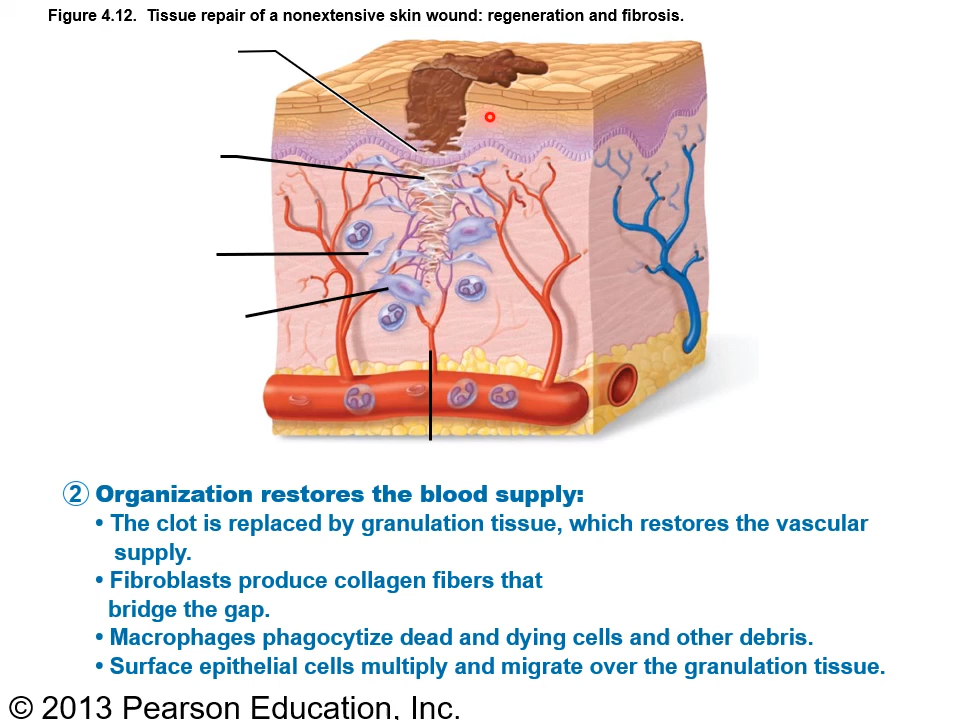 Figure 4.12. Tissue repair of a nonextensive skin wound: regeneration and fibrosis.
② Organization restores the blood supply:
• The clot is replaced by granulation tissue, which restores the vascular
supply.
• Fibroblasts produce collagen fibers that
bridge the gap.
• Macrophages phagocytize dead and dying cells and other debris.
• Surface epithelial cells multiply and migrate over the granulation tissue.
© 2013 Pearson Education, Inc.